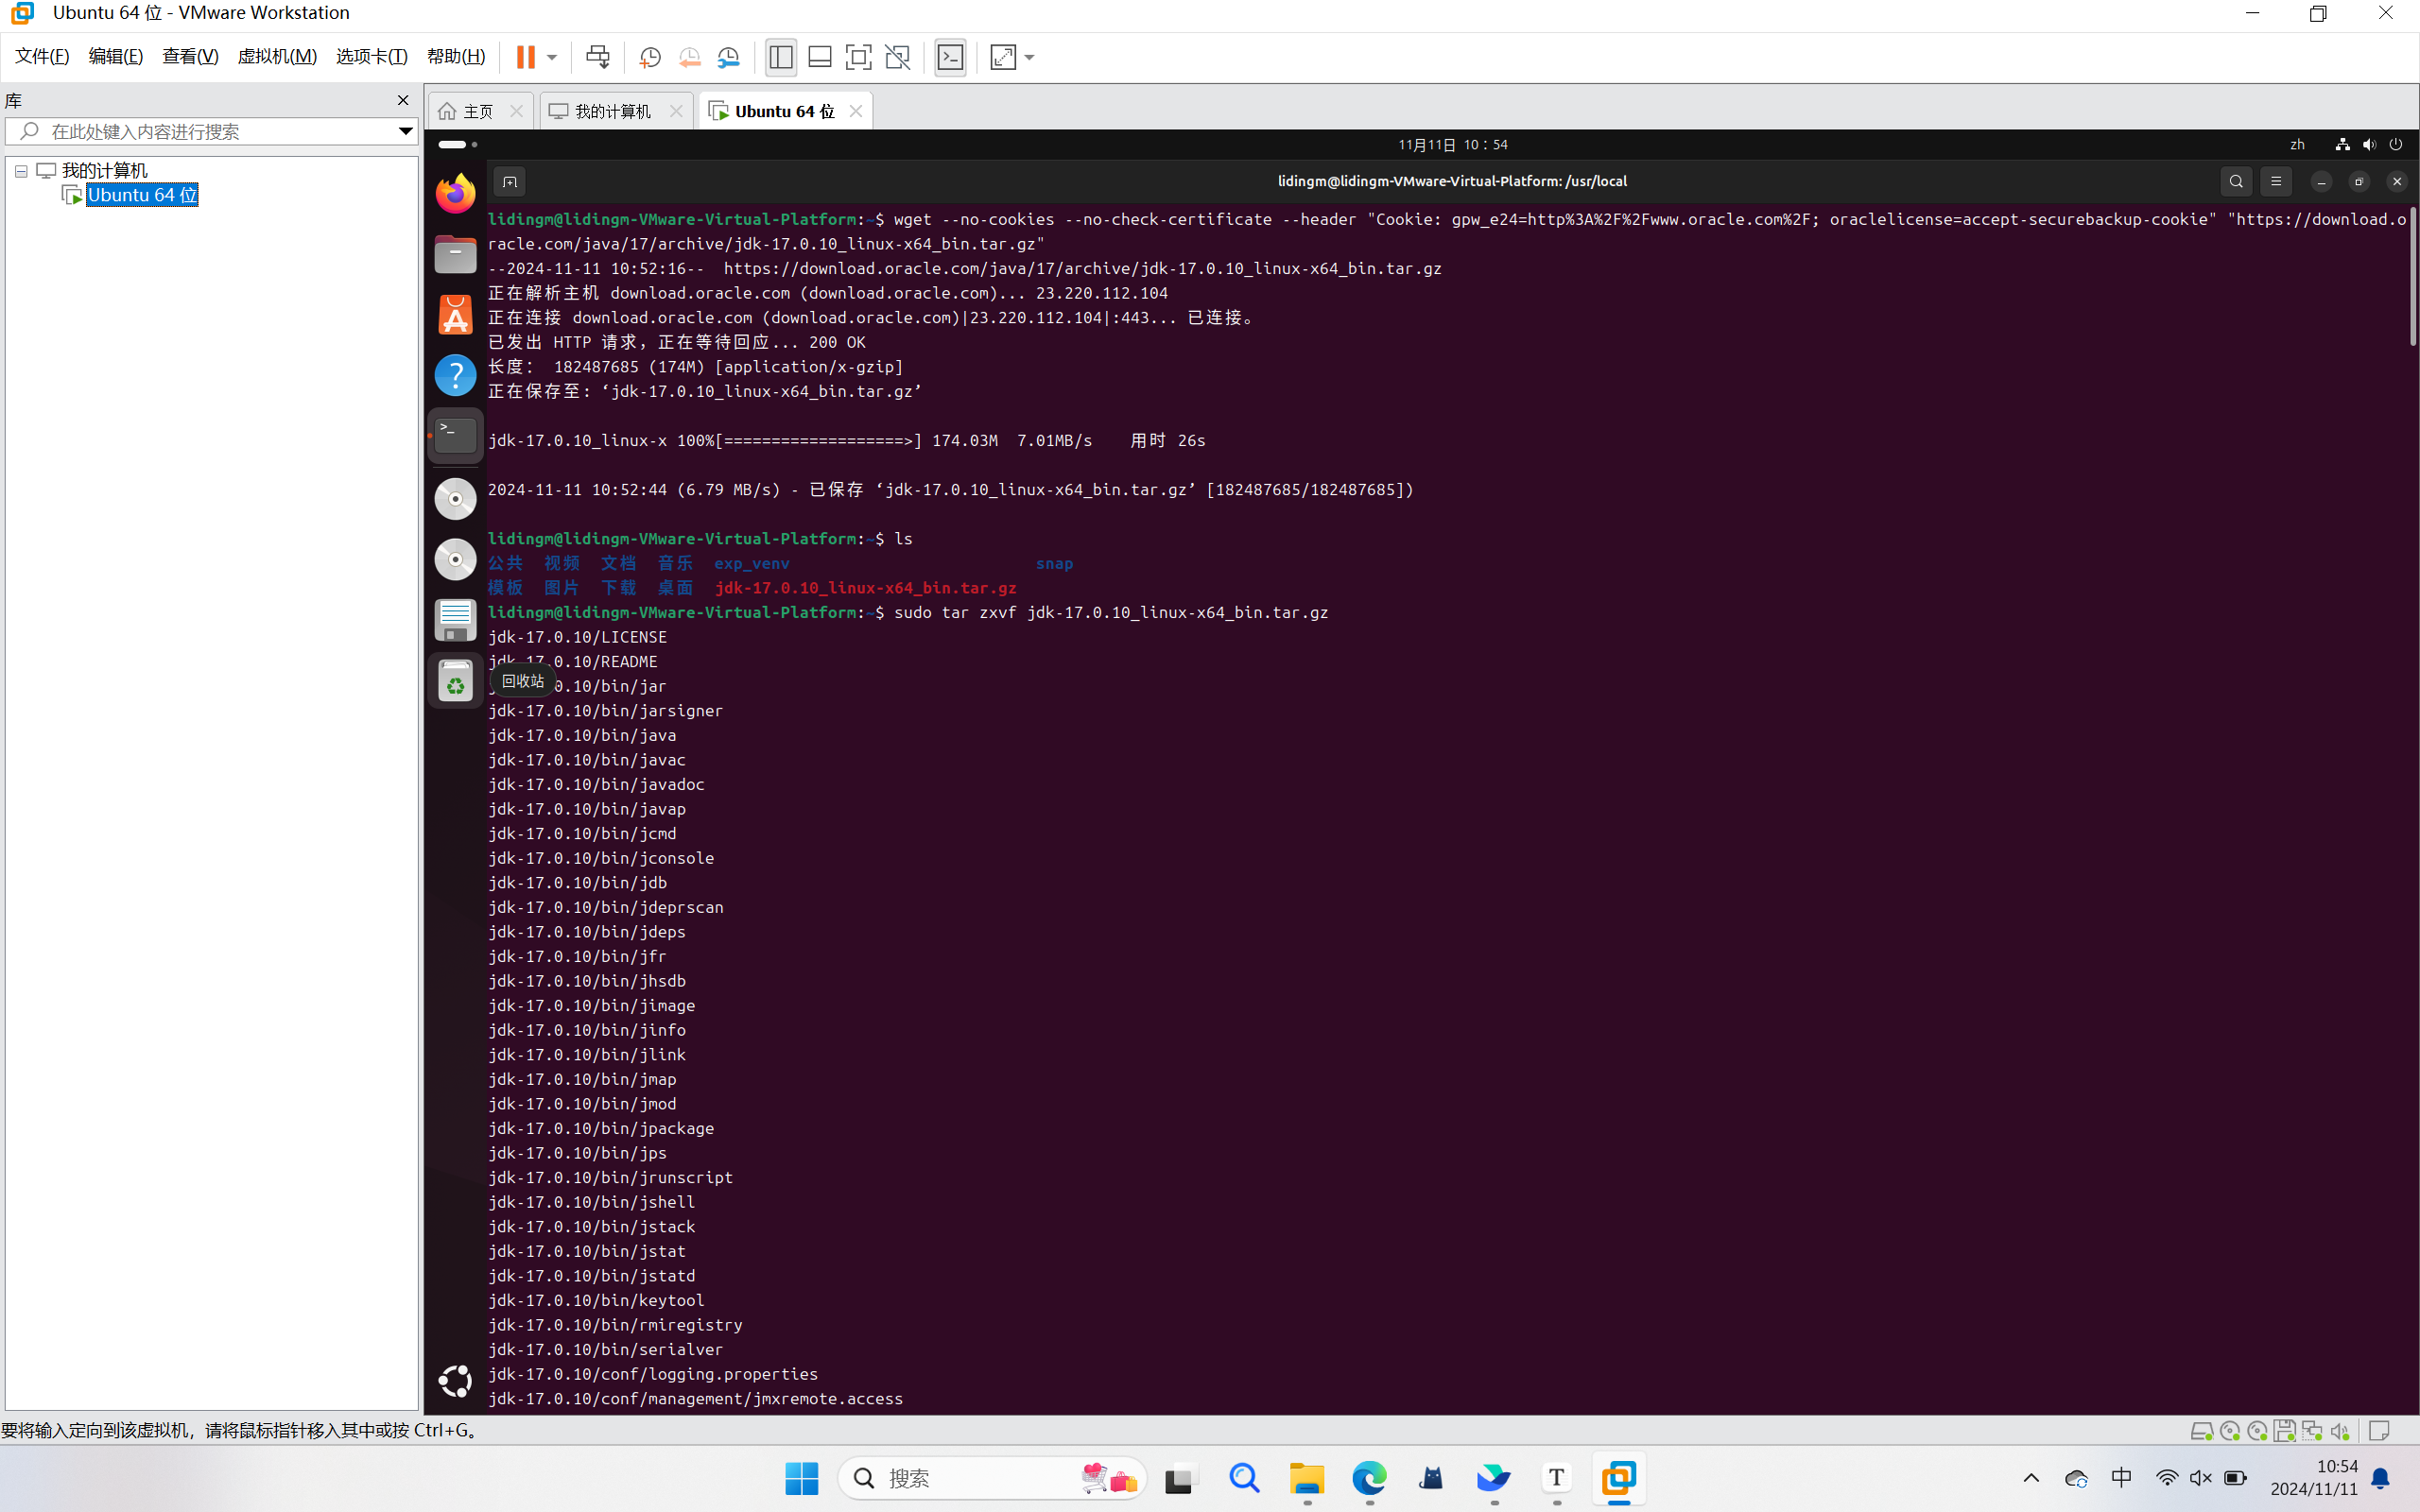 Ubuntu 64 位 - VMware Workstation
文件(F) 编辑(E) 查看(V) 虚拟机(M) 选项卡(T) 帮助(H)
库
在此处键入内容进行搜索
我的计算机
Ubuntu 64 位
主页 我的计算机 Ubuntu 64 位
11月11日 10：54
zh
lidingm@lidingm-VMware-Virtual-Platform: /usr/local
lidingm@lidingm-VMware-Virtual-Platform:~$ wget --no-cookies --no-check-certificate --header "Cookie: gpw_e24=http%3A%2F%2Fwww.oracle.com%2F; oraclelicense=accept-securebackup-cookie" "https://download.o
racle.com/java/17/archive/jdk-17.0.10_linux-x64_bin.tar.gz"
--2024-11-11 10:52:16--  https://download.oracle.com/java/17/archive/jdk-17.0.10_linux-x64_bin.tar.gz
正在解析主机 download.oracle.com (download.oracle.com)... 23.220.112.104
正在连接 download.oracle.com (download.oracle.com)|23.220.112.104|:443... 已连接。
已发出 HTTP 请求，正在等待回应... 200 OK
长度： 182487685 (174M) [application/x-gzip]
正在保存至: ‘jdk-17.0.10_linux-x64_bin.tar.gz’
jdk-17.0.10_linux-x 100%[===================>] 174.03M  7.01MB/s    用时 26s
2024-11-11 10:52:44 (6.79 MB/s) - 已保存 ‘jdk-17.0.10_linux-x64_bin.tar.gz’ [182487685/182487685])
lidingm@lidingm-VMware-Virtual-Platform:~$ ls
公共 视频 文档 音乐 exp_venv snap
模板 图片 下载 桌面 jdk-17.0.10_linux-x64_bin.tar.gz
lidingm@lidingm-VMware-Virtual-Platform:~$ sudo tar zxvf jdk-17.0.10_linux-x64_bin.tar.gz
jdk-17.0.10/LICENSE
jdk-17.0.10/README
回收站
.0.10/bin/jar
jdk-17.0.10/bin/jarsigner
jdk-17.0.10/bin/java
jdk-17.0.10/bin/javac
jdk-17.0.10/bin/javadoc
jdk-17.0.10/bin/javap
jdk-17.0.10/bin/jcmd
jdk-17.0.10/bin/jconsole
jdk-17.0.10/bin/jdb
jdk-17.0.10/bin/jdeprscan
jdk-17.0.10/bin/jdeps
jdk-17.0.10/bin/jfr
jdk-17.0.10/bin/jhsdb
jdk-17.0.10/bin/jimage
jdk-17.0.10/bin/jinfo
jdk-17.0.10/bin/jlink
jdk-17.0.10/bin/jmap
jdk-17.0.10/bin/jmod
jdk-17.0.10/bin/jpackage
jdk-17.0.10/bin/jps
jdk-17.0.10/bin/jrunscript
jdk-17.0.10/bin/jshell
jdk-17.0.10/bin/jstack
jdk-17.0.10/bin/jstat
jdk-17.0.10/bin/jstatd
jdk-17.0.10/bin/keytool
jdk-17.0.10/bin/rmiregistry
jdk-17.0.10/bin/serialver
jdk-17.0.10/conf/logging.properties
jdk-17.0.10/conf/management/jmxremote.access
要将输入定向到该虚拟机，请将鼠标指针移入其中或按 Ctrl+G。
搜索
中
10:54
2024/11/11